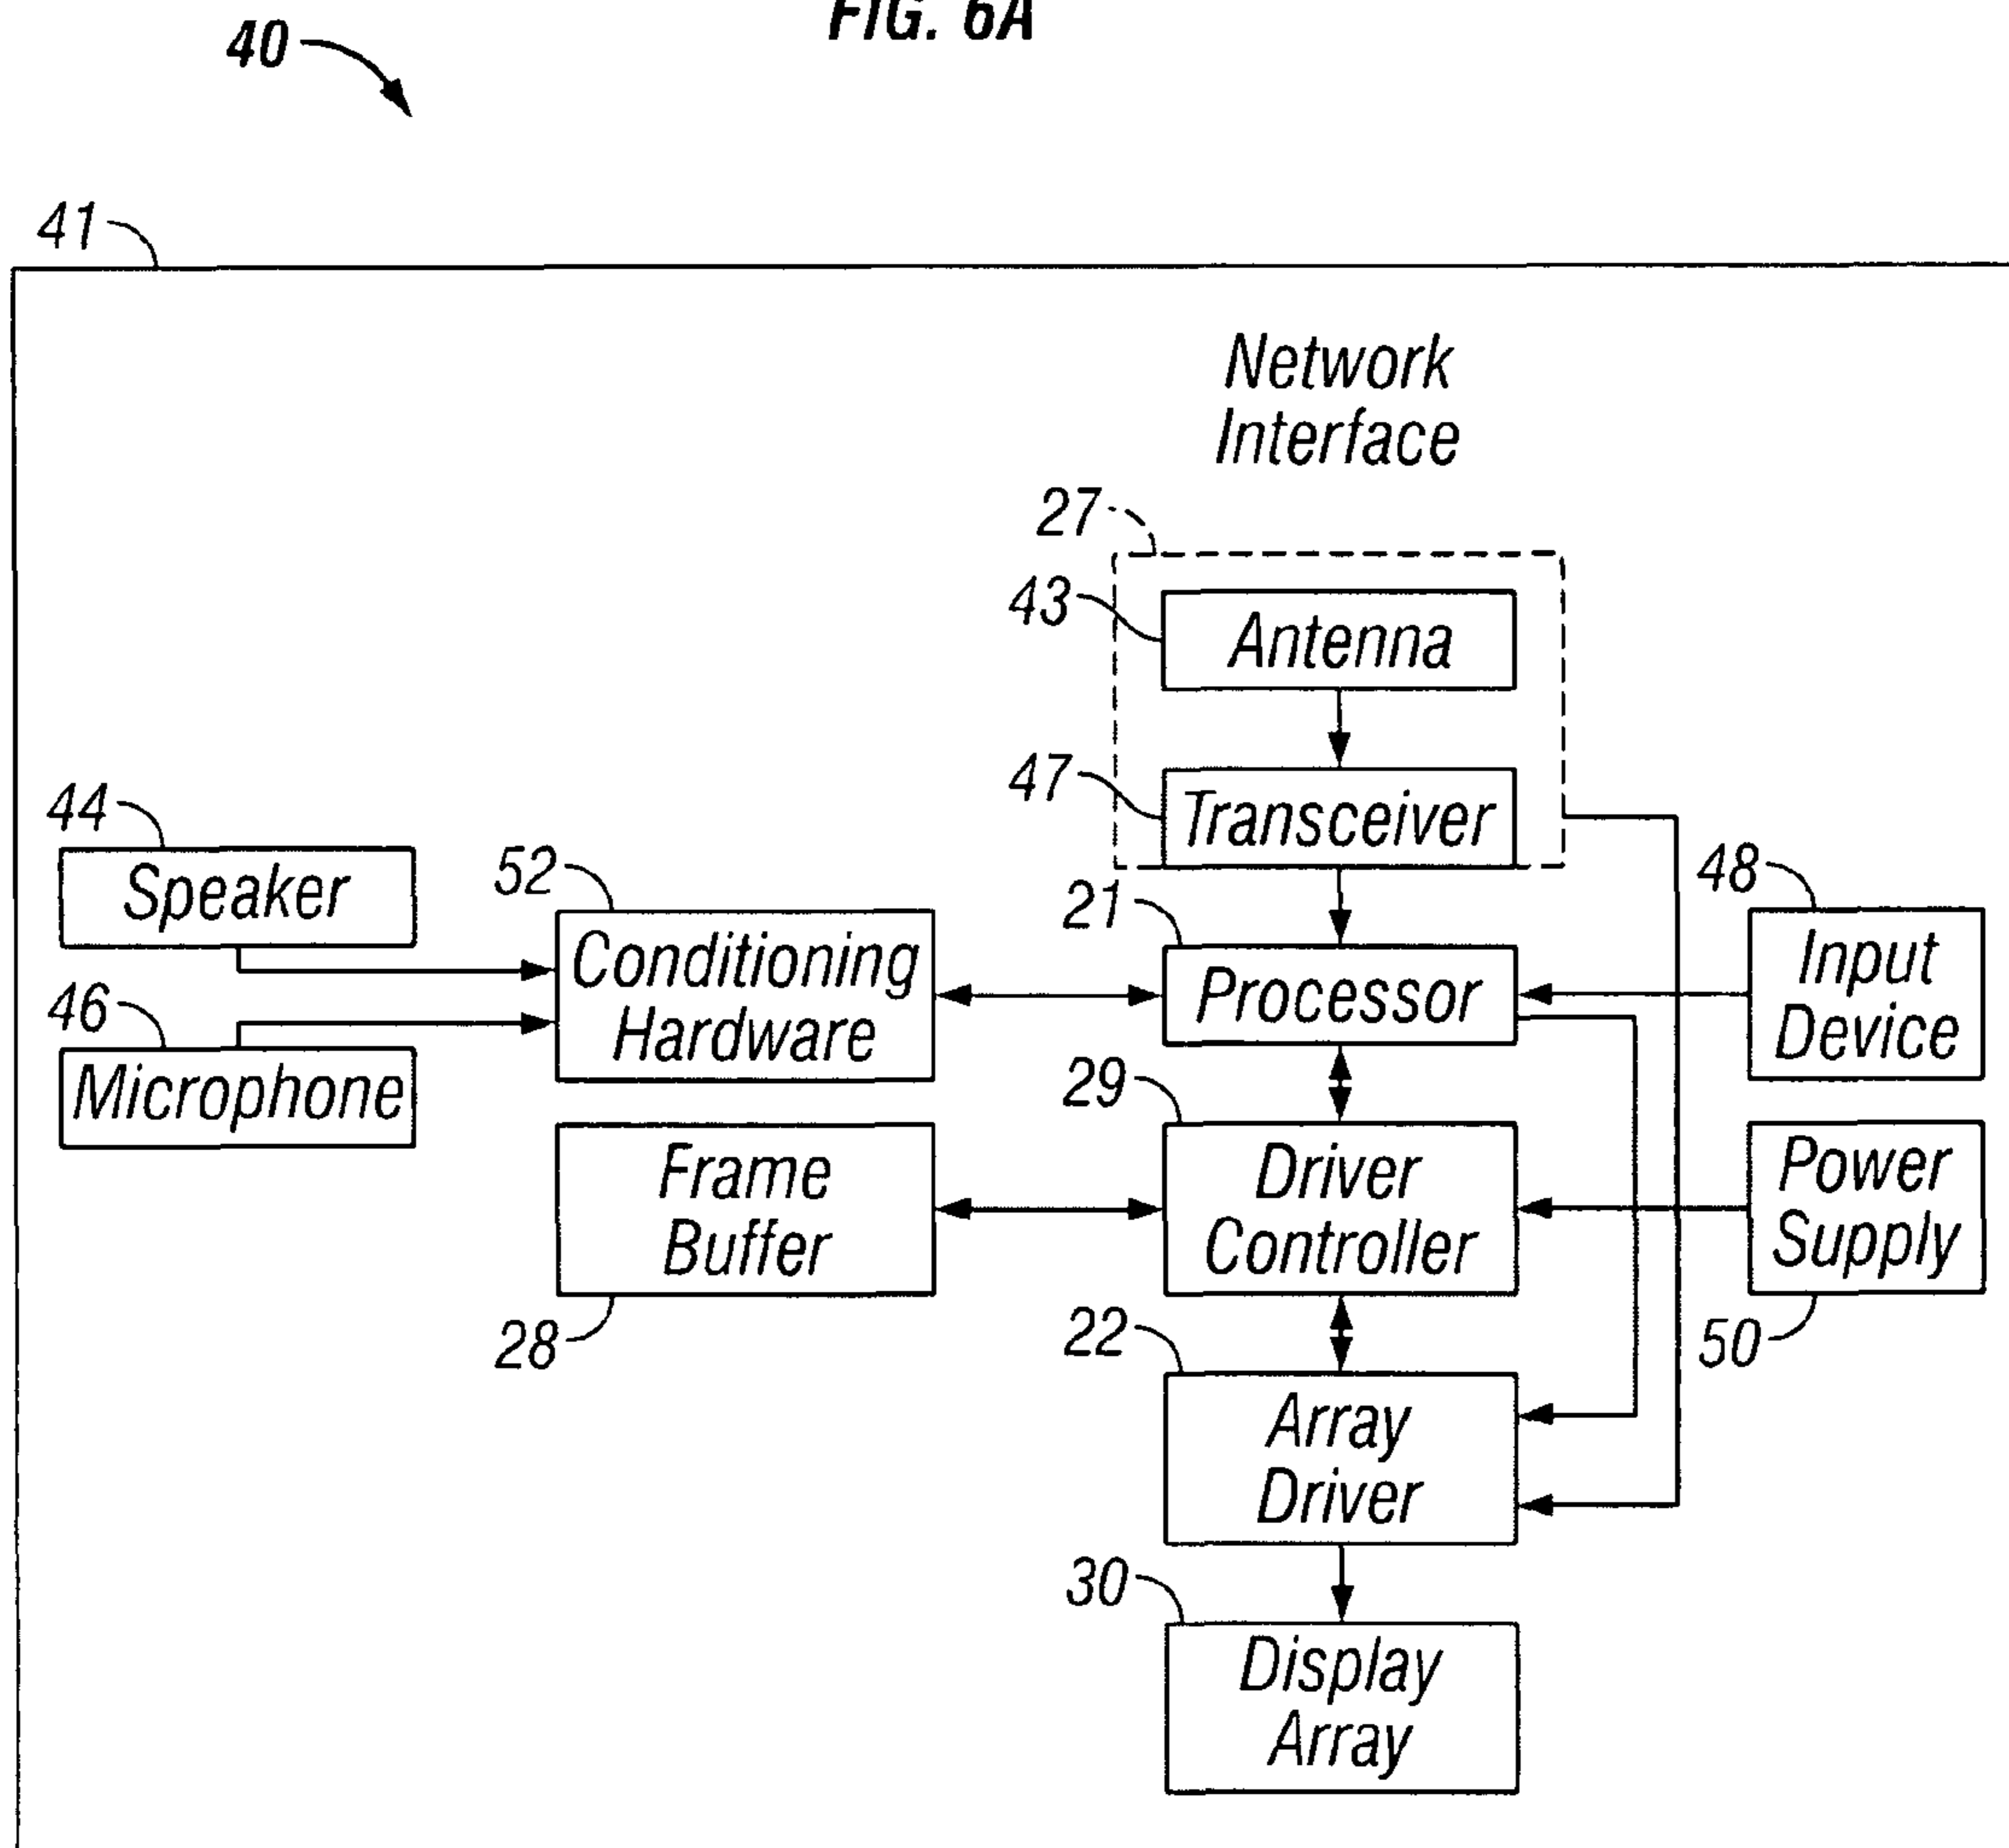 FIG. 6A
40
41
Network
Interface
27
43
Antenna
47
Transceiver
44
Speaker
52
Conditioning
Hardware
21
Processor
48
Input
Device
46
Microphone
29
Driver
Controller
Frame
Buffer
28
Power
Supply
50
22
Array
Driver
30
Display
Array